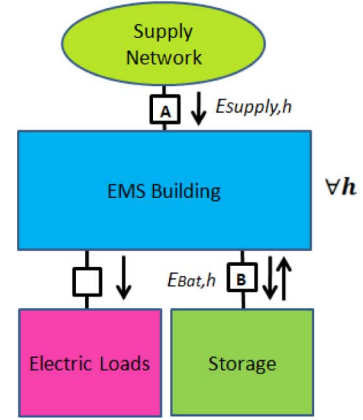 Supply
Network
A
Esupply,h
EMS Building
∀h
EBat,h
B
Electric Loads
Storage